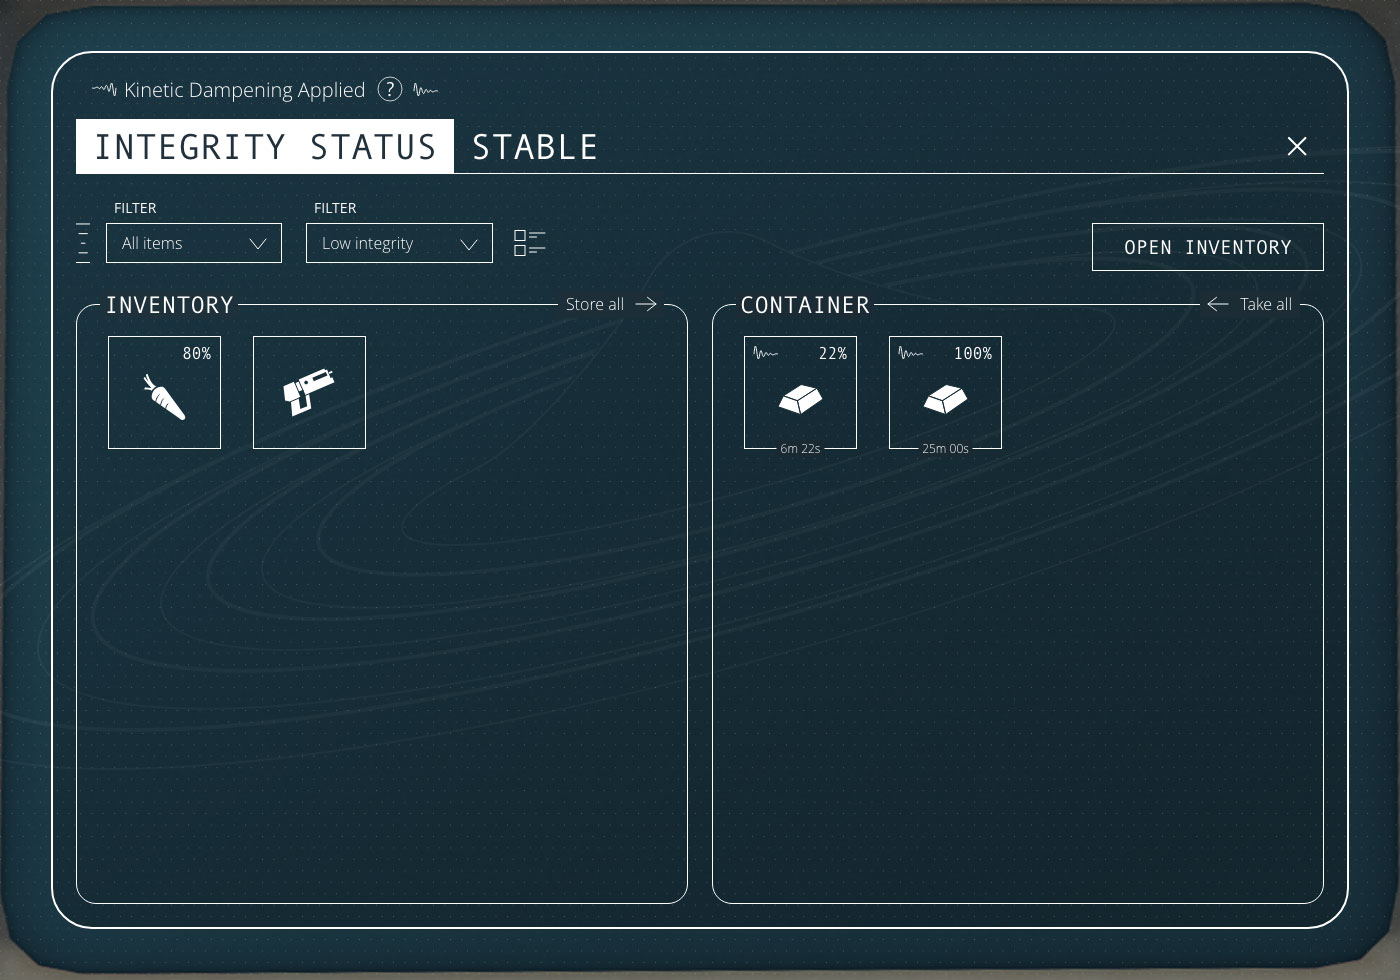 Kinetic Dampening Applied ?
INTEGRITY STATUS STABLE
FILTER FILTER
All items Low integrity
OPEN INVENTORY
INVENTORY Store all
CONTAINER Take all
80%
22% 100%
6m 22s 25m 00s